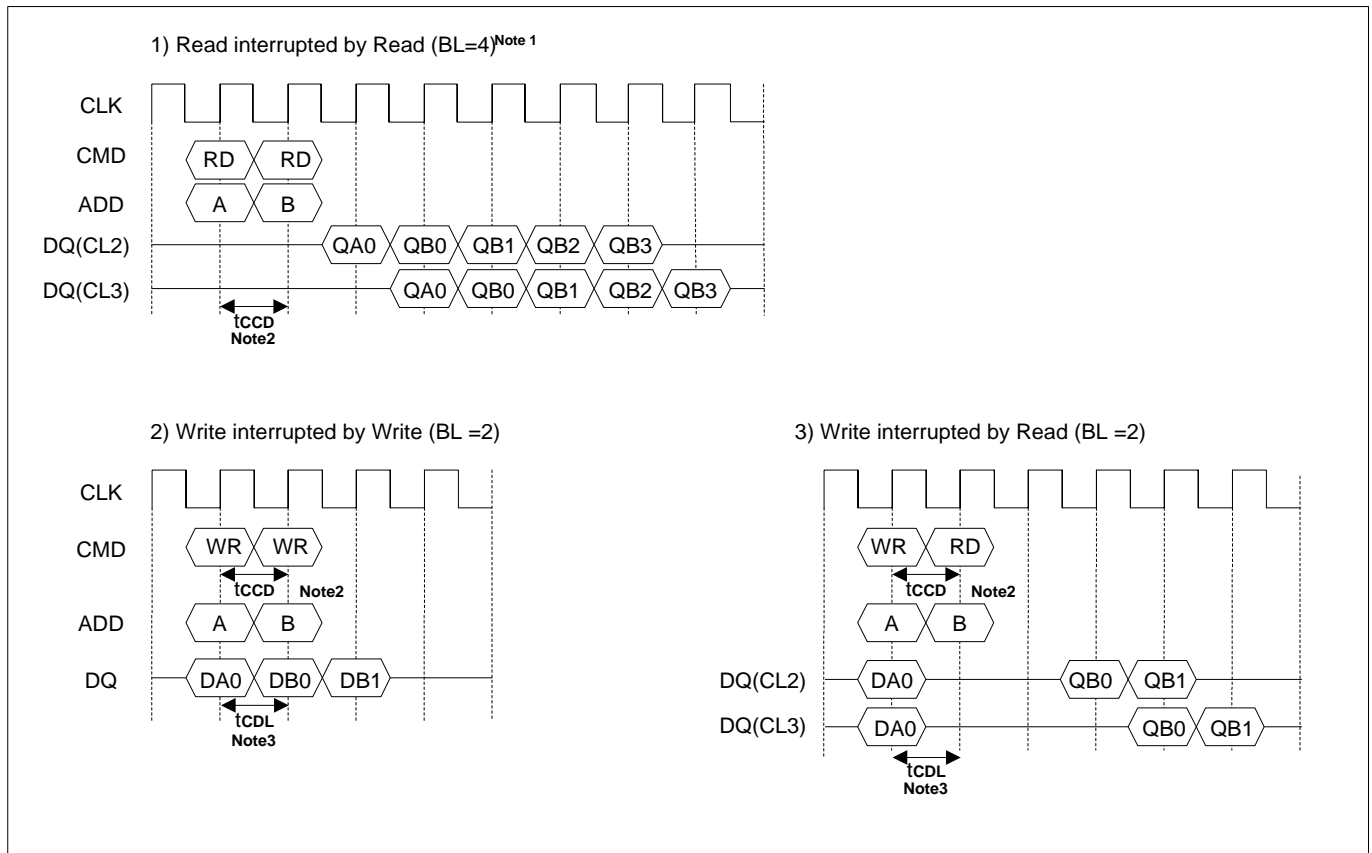 1) Read interrupted by Read (BL=4)Note 1
CLK
CMD RD RD
ADD A B
DQ(CL2) QA0 QB0 QB1 QB2 QB3
DQ(CL3) QA0 QB0 QB1 QB2 QB3
tCCD
Note2
2) Write interrupted by Write (BL =2)
CLK
CMD WR WR
tCCD Note2
ADD A B
DQ DA0 DB0 DB1
tCDL
Note3
3) Write interrupted by Read (BL =2)
WR RD
tCCD Note2
A B
DQ(CL2) DA0 QB0 QB1
DQ(CL3) DA0 QB0 QB1
tCDL
Note3